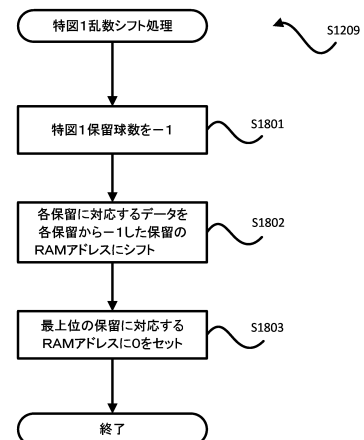 特図1乱数シフト処理
S1209
特図1保留球数を－1
S1801
各保留に対応するデータを
各保留から－1した保留の
RAMアドレスにシフト
S1802
最上位の保留に対応する
RAMアドレスに0をセット
S1803
終了